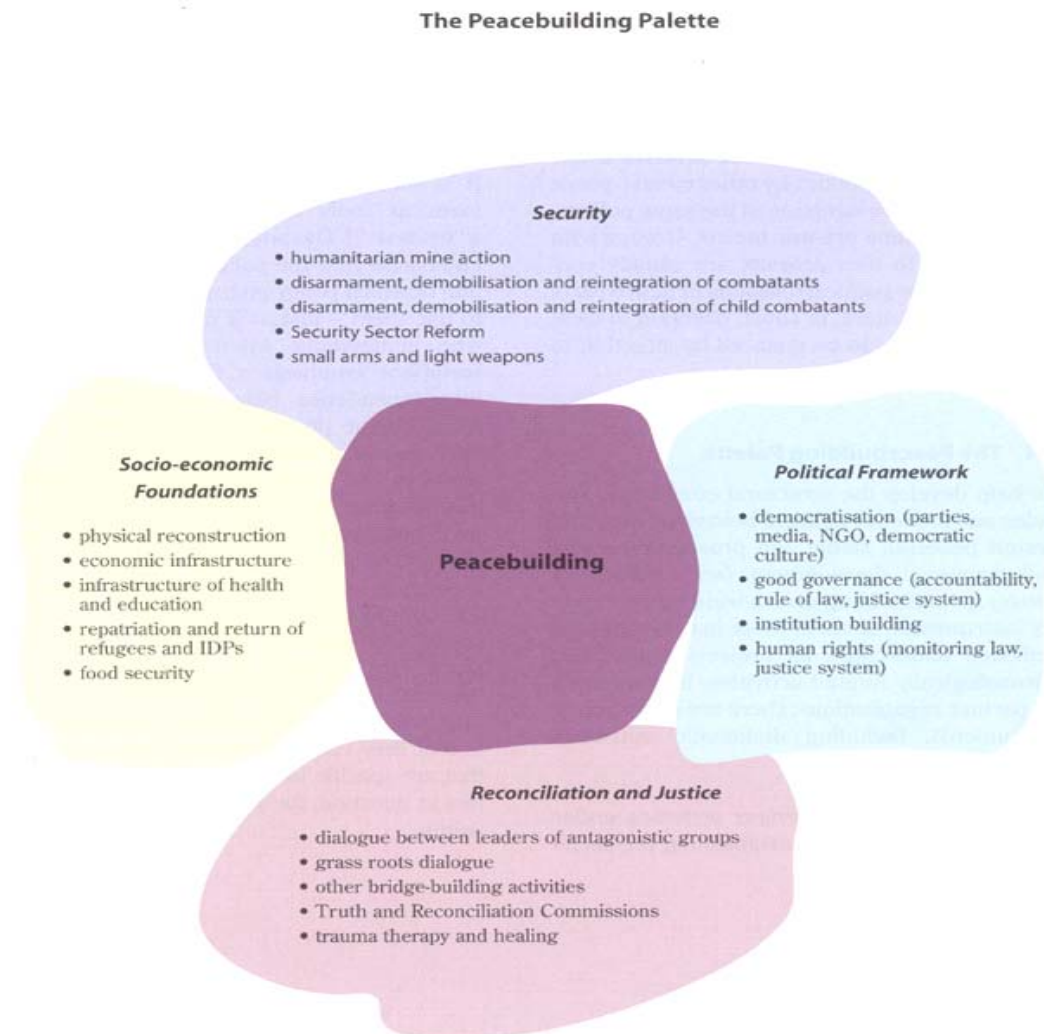 The Peacebuilding Palette
Security
• humanitarian mine action
• disarmament, demobilisation and reintegration of combatants
• disarmament, demobilisation and reintegration of child combatants
• Security Sector Reform
• small arms and light weapons
Socio-economic
Foundations
• physical reconstruction
• economic infrastructure
• infrastructure of health
and education
• repatriation and return of
refugees and IDPs
• food security
Peacebuilding
Political Framework
• democratisation (parties,
media, NGO, democratic
culture)
• good governance (accountability,
rule of law, justice system)
• institution building
• human rights (monitoring law,
justice system)
Reconciliation and Justice
• dialogue between leaders of antagonistic groups
• grass roots dialogue
• other bridge-building activities
• Truth and Reconciliation Commissions
• trauma therapy and healing